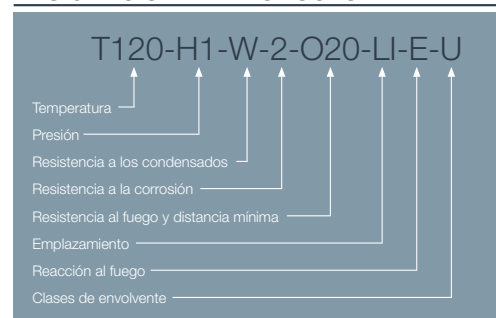 T120-H1-W-2-O20-LI-E-U
Temperatura
Presión
Resistencia a los condensados
Resistencia a la corrosión
Resistencia al fuego y distancia mínima
Emplazamiento
Reacción al fuego
Clases de envolvente